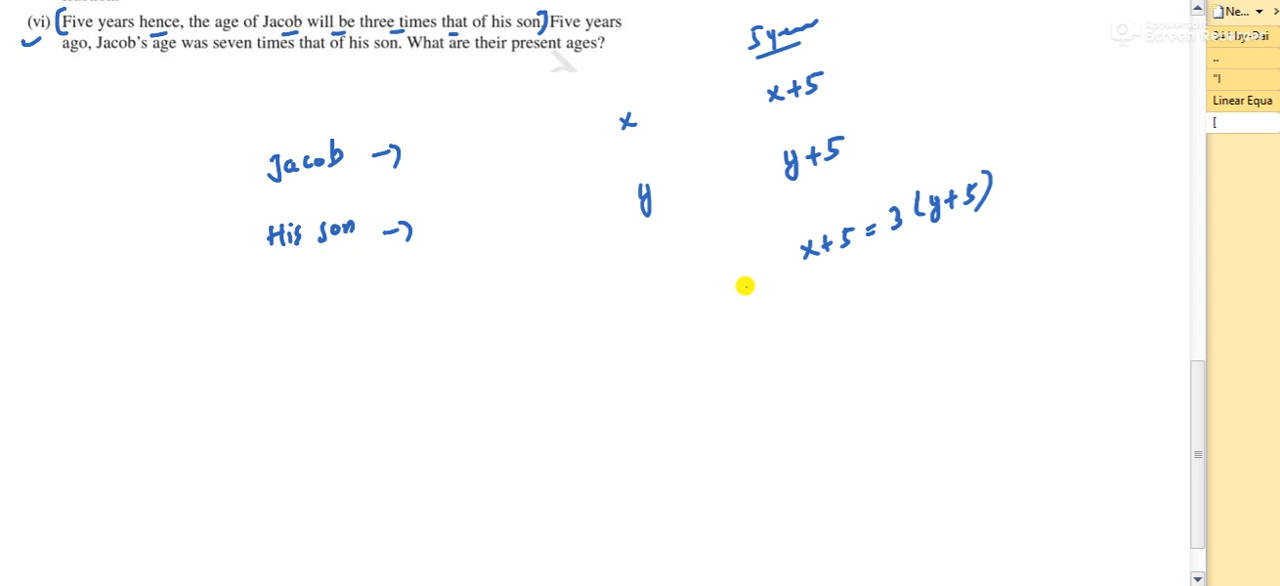 (vi) [Five years hence, the age of Jacob will be three times that of his son.] Five years
ago, Jacob's age was seven times that of his son. What are their present ages?
5 years
x+5
x
Jacob →
y+5
y
His son →
x+5 = 3 (y+5)
Ne...
..
"I
Linear Equa
[